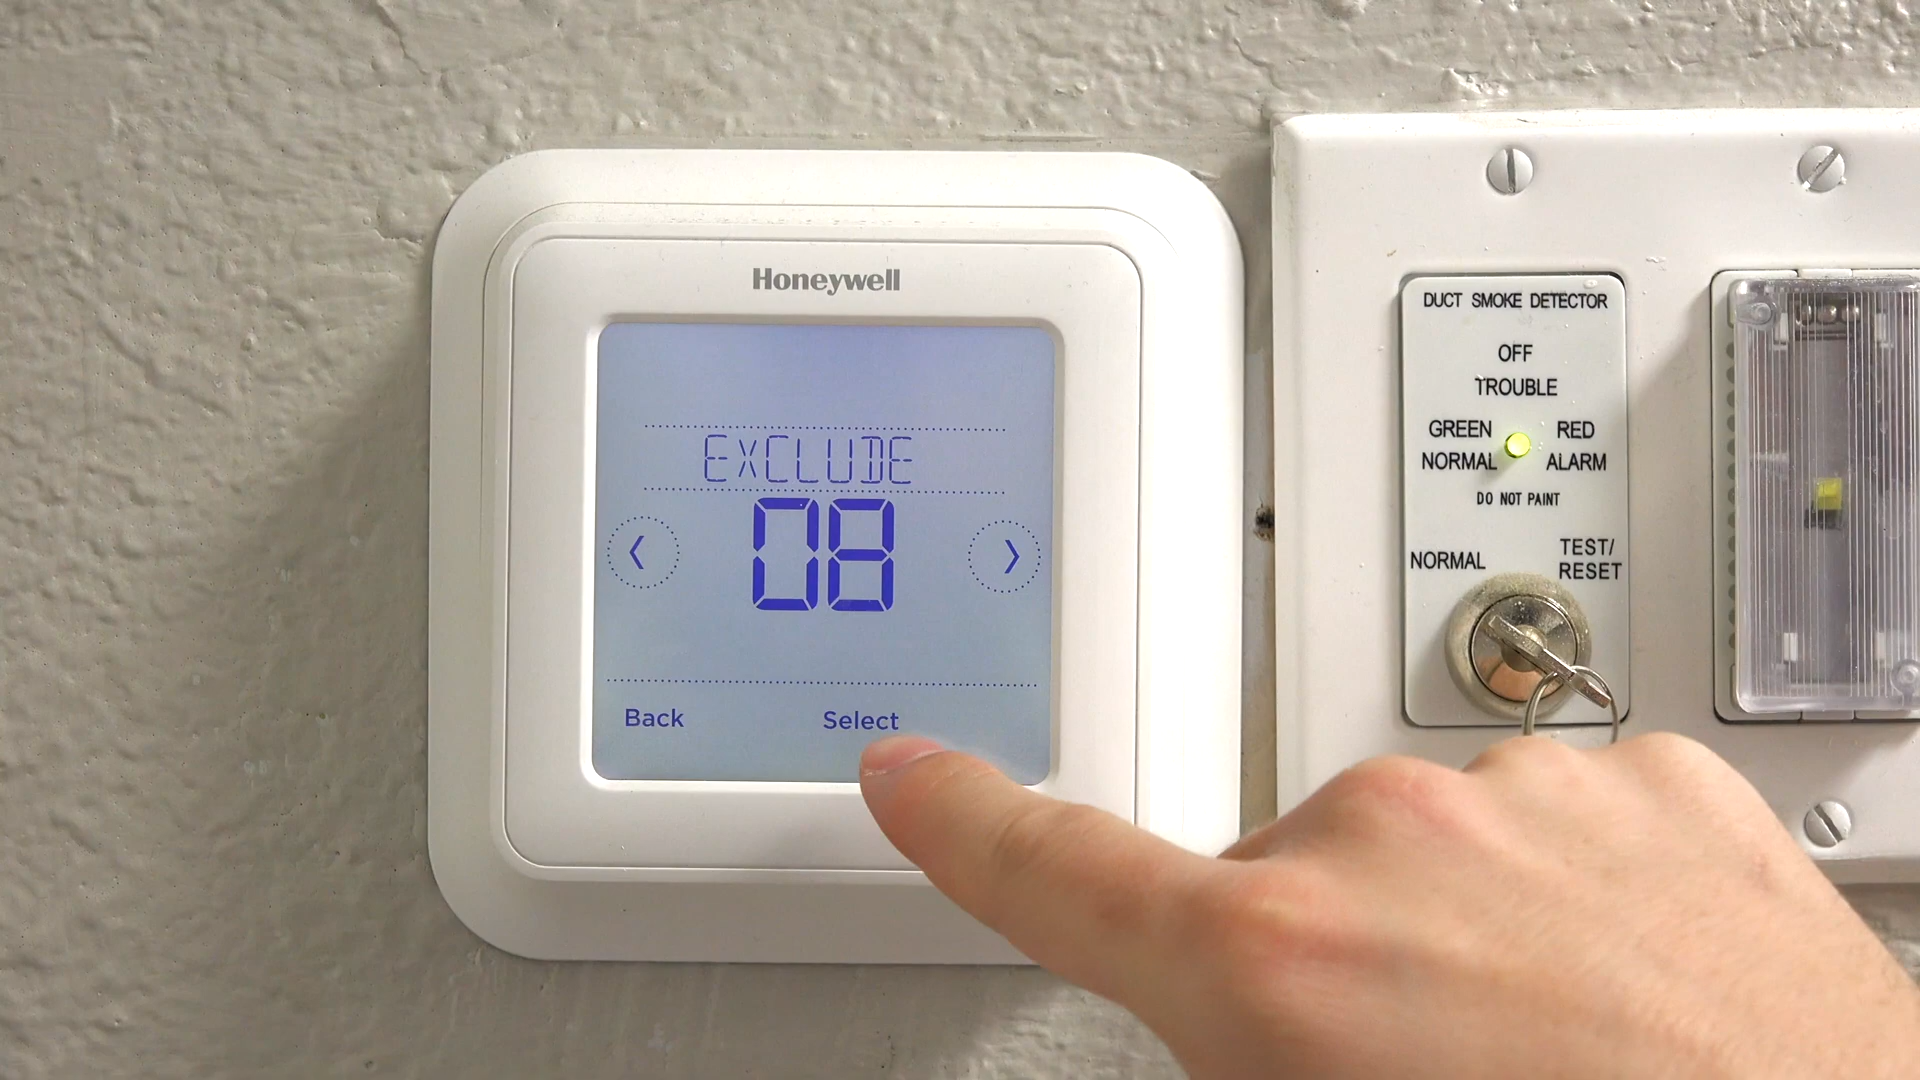 Honeywell
EXCLUDE
08
Back
Select
DUCT SMOKE DETECTOR
OFF
TROUBLE
GREEN
NORMAL
RED
ALARM
DO NOT PAINT
NORMAL
TEST/
RESET